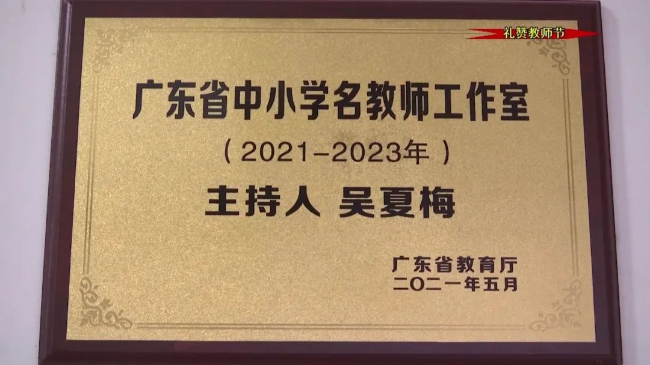 礼赞教师节
广东省中小学名教师工作室
（2021-2023年）
主持人 吴夏梅
广东省教育厅
二〇二一年五月